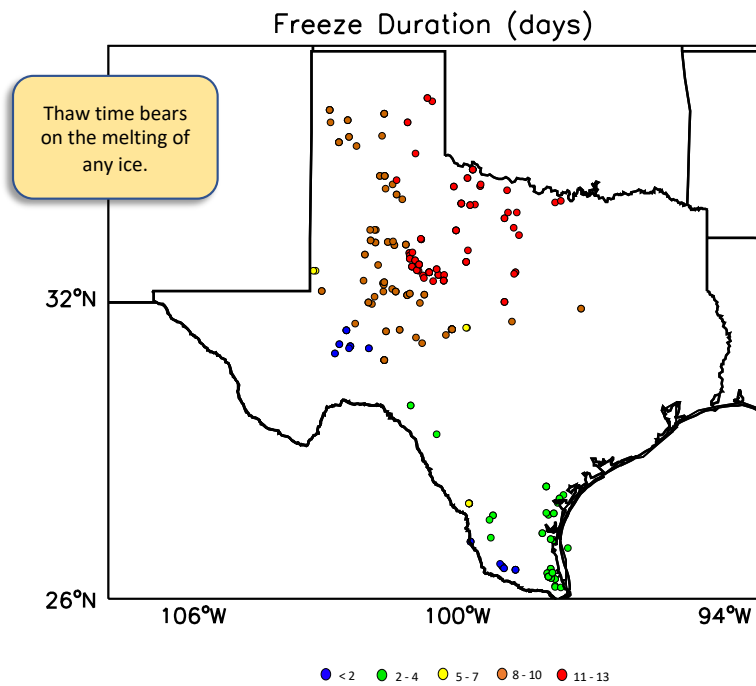 Freeze Duration (days)
Thaw time bears
on the melting of
any ice.
32°N
26°N
106°W
100°W
94°W
< 2
2 - 4
5 - 7
8 - 10
11 - 13